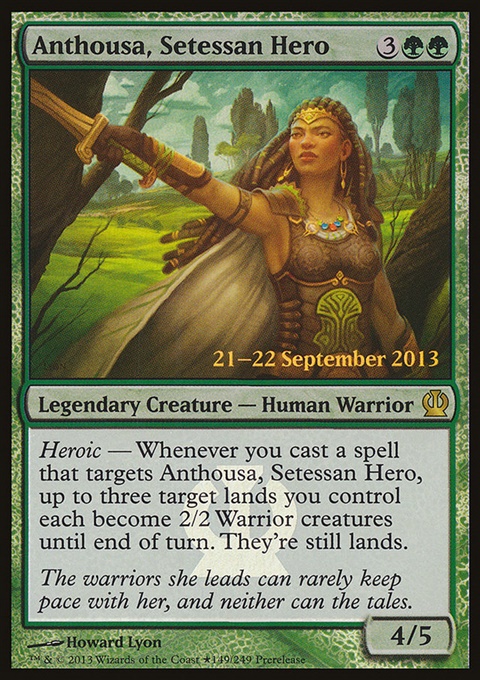 Anthousa, Setessan Hero 3
21–22 September 2013
Legendary Creature — Human Warrior
Heroic — Whenever you cast a spell
that targets Anthousa, Setessan Hero,
up to three target lands you control
each become 2/2 Warrior creatures
until end of turn. They're still lands.
The warriors she leads can rarely keep
pace with her, and neither can the tales.
4/5
Howard Lyon
™ & © 2013 Wizards of the Coast ★149/249 Prerelease